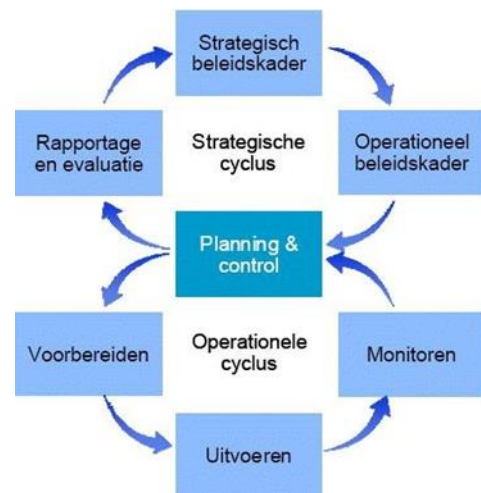 Strategisch
beleidskader
Rapportage
en evaluatie
Strategische
cyclus
Operationeel
beleidskader
Planning &
control
Voorbereiden
Operationele
cyclus
Monitoren
Uitvoeren